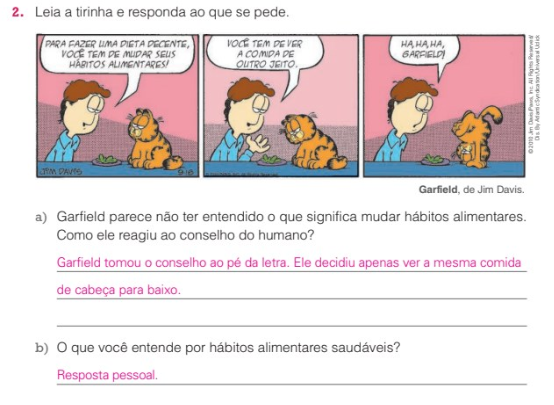 2. Leia a tirinha e responda ao que se pede.
PARA FAZER UMA DIETA DECENTE,
VOCÊ TEM DE MUDAR SEUS
HÁBITOS ALIMENTARES!
VOCÊ TEM DE VER
A COMIDA DE
OUTRO JEITO.
HA, HA, HA,
GARFIELD!
JIM DAVIS
9-18
© 2010 Jim Davis/Paws, Inc. All Rights Reserved/
Dis. By Atlantic Syndication/Universal Uclick
Garfield, de Jim Davis.
a) Garfield parece não ter entendido o que significa mudar hábitos alimentares.
Como ele reagiu ao conselho do humano?
Garfield tomou o conselho ao pé da letra. Ele decidiu apenas ver a mesma comida
de cabeça para baixo.
b) O que você entende por hábitos alimentares saudáveis?
Resposta pessoal.